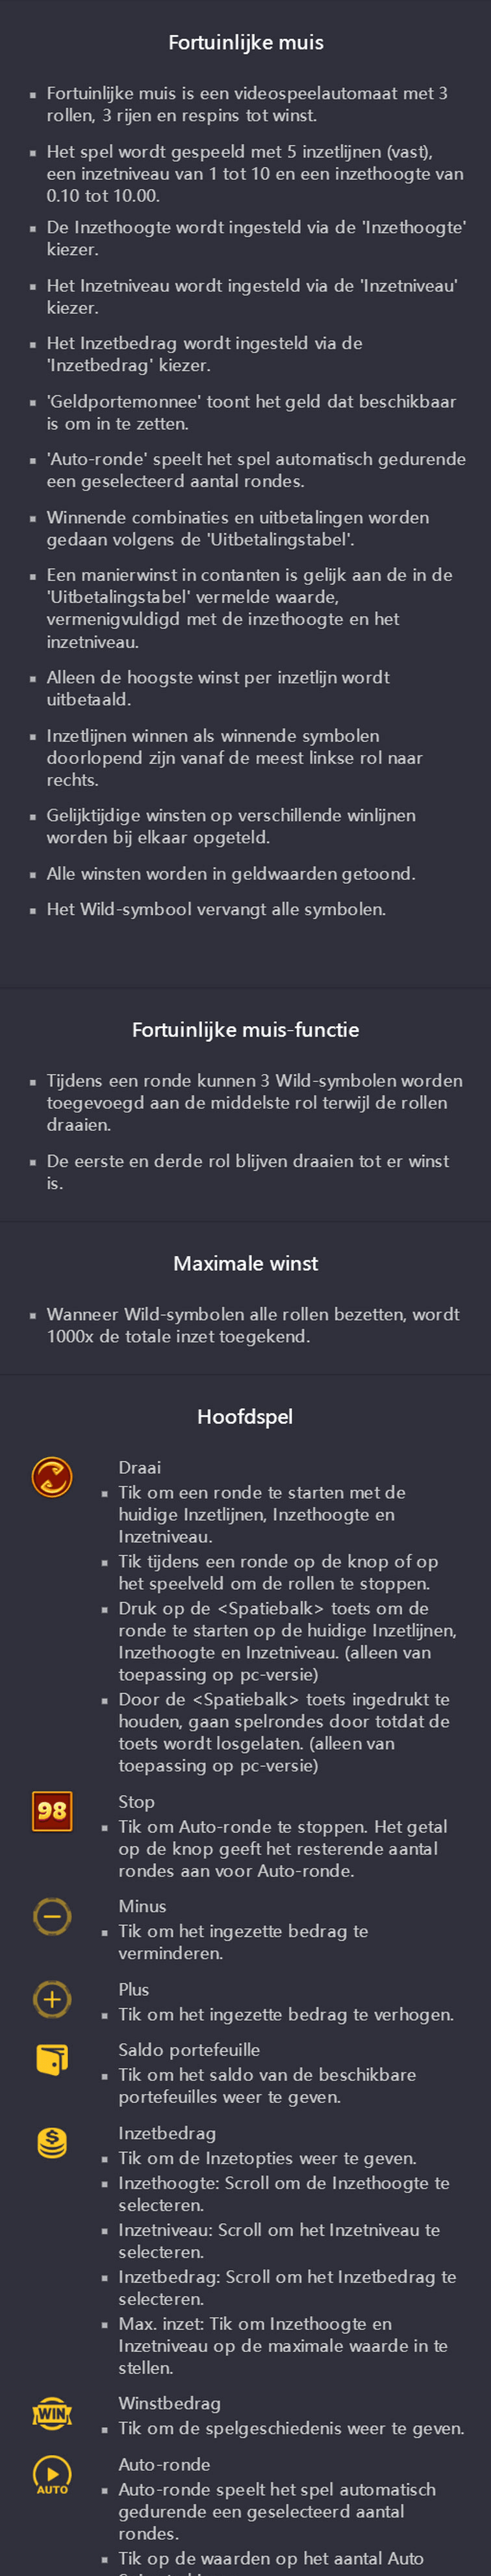 Fortuinlijke muis
▪ Fortuinlijke muis is een videospeelautomaat met 3
rollen, 3 rijen en respins tot winst.
▪ Het spel wordt gespeeld met 5 inzetlijnen (vast),
een inzetniveau van 1 tot 10 en een inzethoogte van
0.10 tot 10.00.
▪ De Inzethoogte wordt ingesteld via de 'Inzethoogte'
kiezer.
▪ Het Inzetniveau wordt ingesteld via de 'Inzetniveau'
kiezer.
▪ Het Inzetbedrag wordt ingesteld via de
'Inzetbedrag' kiezer.
▪ 'Geldportemonnee' toont het geld dat beschikbaar
is om in te zetten.
▪ 'Auto-ronde' speelt het spel automatisch gedurende
een geselecteerd aantal rondes.
▪ Winnende combinaties en uitbetalingen worden
gedaan volgens de 'Uitbetalingstabel'.
▪ Een manierwinst in contanten is gelijk aan de in de
'Uitbetalingstabel' vermelde waarde,
vermenigvuldigd met de inzethoogte en het
inzetniveau.
▪ Alleen de hoogste winst per inzetlijn wordt
uitbetaald.
▪ Inzetlijnen winnen als winnende symbolen
doorlopend zijn vanaf de meest linkse rol naar
rechts.
▪ Gelijktijdige winsten op verschillende winlijnen
worden bij elkaar opgeteld.
▪ Alle winsten worden in geldwaarden getoond.
▪ Het Wild-symbool vervangt alle symbolen.
Fortuinlijke muis-functie
▪ Tijdens een ronde kunnen 3 Wild-symbolen worden
toegevoegd aan de middelste rol terwijl de rollen
draaien.
▪ De eerste en derde rol blijven draaien tot er winst
is.
Maximale winst
▪ Wanneer Wild-symbolen alle rollen bezetten, wordt
1000x de totale inzet toegekend.
Hoofdspel
Draai
▪ Tik om een ronde te starten met de
huidige Inzetlijnen, Inzethoogte en
Inzetniveau.
▪ Tik tijdens een ronde op de knop of op
het speelveld om de rollen te stoppen.
▪ Druk op de <Spatiebalk> toets om de
ronde te starten op de huidige Inzetlijnen,
Inzethoogte en Inzetniveau. (alleen van
toepassing op pc-versie)
▪ Door de <Spatiebalk> toets ingedrukt te
houden, gaan spelrondes door totdat de
toets wordt losgelaten. (alleen van
toepassing op pc-versie)
98 Stop
▪ Tik om Auto-ronde te stoppen. Het getal
op de knop geeft het resterende aantal
rondes aan voor Auto-ronde.
Minus
▪ Tik om het ingezette bedrag te
verminderen.
Plus
▪ Tik om het ingezette bedrag te verhogen.
Saldo portefeuille
▪ Tik om het saldo van de beschikbare
portefeuilles weer te geven.
Inzetbedrag
▪ Tik om de Inzetopties weer te geven.
▪ Inzethoogte: Scroll om de Inzethoogte te
selecteren.
▪ Inzetniveau: Scroll om het Inzetniveau te
selecteren.
▪ Inzetbedrag: Scroll om het Inzetbedrag te
selecteren.
▪ Max. inzet: Tik om Inzethoogte en
Inzetniveau op de maximale waarde in te
stellen.
WIN Winstbedrag
▪ Tik om de spelgeschiedenis weer te geven.
AUTO Auto-ronde
▪ Auto-ronde speelt het spel automatisch
gedurende een geselecteerd aantal
rondes.
▪ Tik op de waarden op het aantal Auto